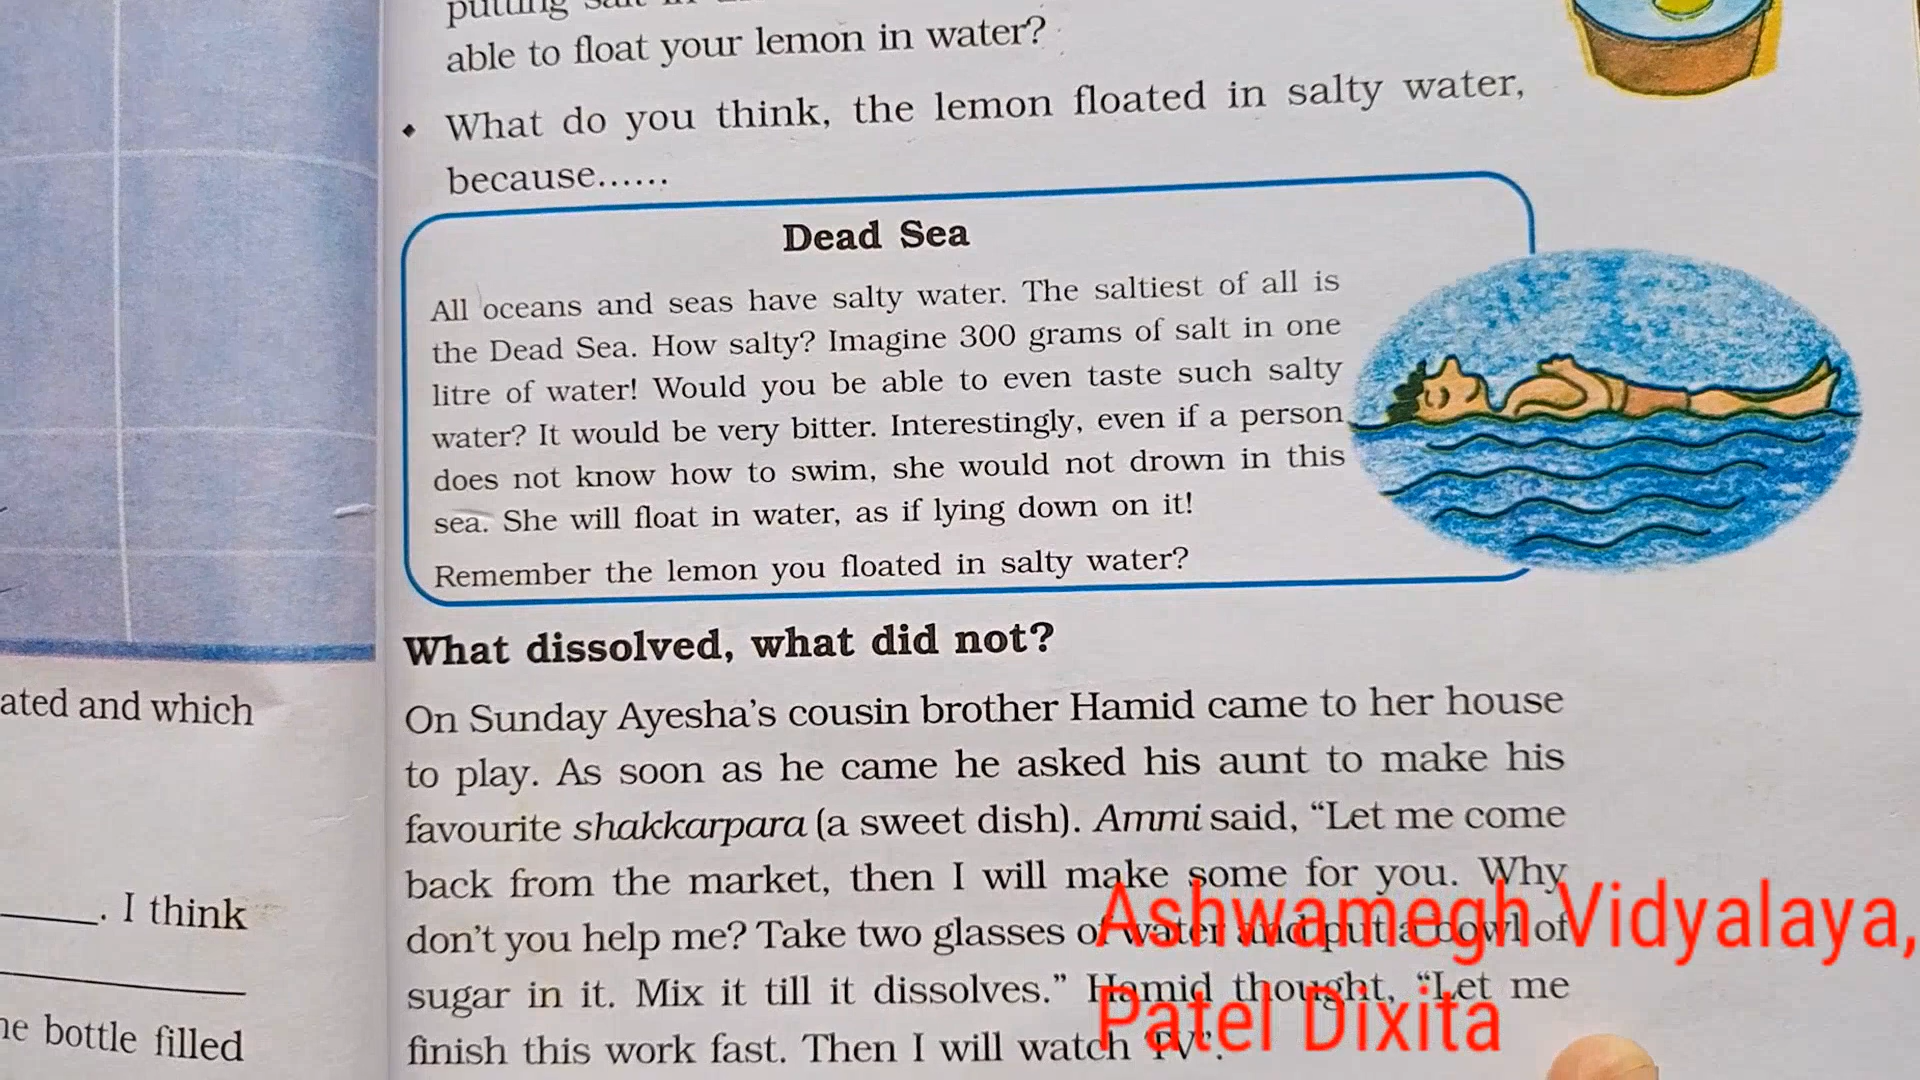 putting salt in
able to float your lemon in water?
• What do you think, the lemon floated in salty water,
because......
Dead Sea
All oceans and seas have salty water. The saltiest of all is
the Dead Sea. How salty? Imagine 300 grams of salt in one
litre of water! Would you be able to even taste such salty
water? It would be very bitter. Interestingly, even if a person
does not know how to swim, she would not drown in this
sea. She will float in water, as if lying down on it!
Remember the lemon you floated in salty water?
What dissolved, what did not?
On Sunday Ayesha's cousin brother Hamid came to her house
to play. As soon as he came he asked his aunt to make his
favourite shakkarpara (a sweet dish). Ammi said, “Let me come
back from the market, then I will make some for you. Why
don't you help me? Take two glasses of water and put a bowl of
sugar in it. Mix it till it dissolves.” Hamid thought, “Let me
finish this work fast. Then I will watch TV”.
ated and which
____. I think
bottle filled
Ashwamegh Vidyalaya,
Patel Dixita